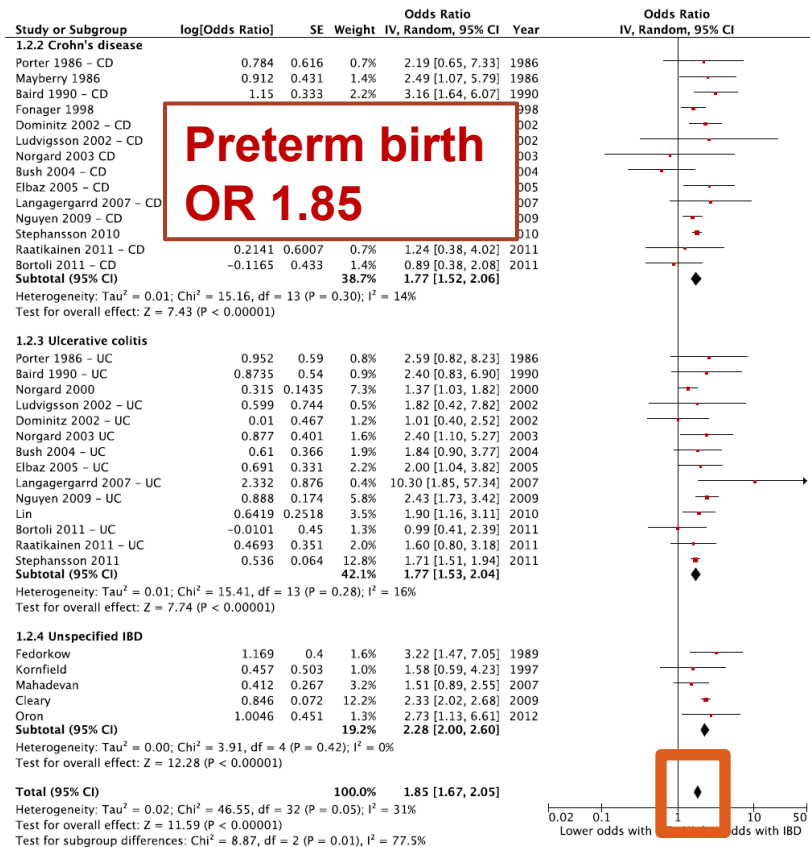 Odds Ratio Odds Ratio
Study or Subgroup log[Odds Ratio] SE Weight IV, Random, 95% CI Year IV, Random, 95% CI
1.2.2 Crohn's disease
Porter 1986 – CD 0.784 0.616 0.7% 2.19 [0.65, 7.33] 1986
Mayberry 1986 0.912 0.431 1.4% 2.49 [1.07, 5.79] 1986
Baird 1990 – CD 1.15 0.333 2.2% 3.16 [1.64, 6.07] 1990
Fonager 1998 998
Dominitz 2002 – CD 002
Ludvigsson 2002 – CD 002
Norgard 2003 CD 003
Bush 2004 – CD 004
Elbaz 2005 – CD 005
Langagergarrd 2007 – CD 007
Nguyen 2009 – CD 009
Stephansson 2010 010
Preterm birth
OR 1.85
Raatikainen 2011 – CD 0.2141 0.6007 0.7% 1.24 [0.38, 4.02] 2011
Bortoli 2011 – CD –0.1165 0.433 1.4% 0.89 [0.38, 2.08] 2011
Subtotal (95% CI) 38.7% 1.77 [1.52, 2.06]
Heterogeneity: Tau² = 0.01; Chi² = 15.16, df = 13 (P = 0.30); I² = 14%
Test for overall effect: Z = 7.43 (P < 0.00001)
1.2.3 Ulcerative colitis
Porter 1986 – UC 0.952 0.59 0.8% 2.59 [0.82, 8.23] 1986
Baird 1990 – UC 0.8735 0.54 0.9% 2.40 [0.83, 6.90] 1990
Norgard 2000 0.315 0.1435 7.3% 1.37 [1.03, 1.82] 2000
Ludvigsson 2002 – UC 0.599 0.744 0.5% 1.82 [0.42, 7.82] 2002
Dominitz 2002 – UC 0.01 0.467 1.2% 1.01 [0.40, 2.52] 2002
Norgard 2003 UC 0.877 0.401 1.6% 2.40 [1.10, 5.27] 2003
Bush 2004 – UC 0.61 0.366 1.9% 1.84 [0.90, 3.77] 2004
Elbaz 2005 – UC 0.691 0.331 2.2% 2.00 [1.04, 3.82] 2005
Langagergarrd 2007 – UC 2.332 0.876 0.4% 10.30 [1.85, 57.34] 2007
Nguyen 2009 – UC 0.888 0.174 5.8% 2.43 [1.73, 3.42] 2009
Lin 0.6419 0.2518 3.5% 1.90 [1.16, 3.11] 2010
Bortoli 2011 – UC –0.0101 0.45 1.3% 0.99 [0.41, 2.39] 2011
Raatikainen 2011 – UC 0.4693 0.351 2.0% 1.60 [0.80, 3.18] 2011
Stephansson 2011 0.536 0.064 12.8% 1.71 [1.51, 1.94] 2011
Subtotal (95% CI) 42.1% 1.77 [1.53, 2.04]
Heterogeneity: Tau² = 0.01; Chi² = 15.41, df = 13 (P = 0.28); I² = 16%
Test for overall effect: Z = 7.74 (P < 0.00001)
1.2.4 Unspecified IBD
Fedorkow 1.169 0.4 1.6% 3.22 [1.47, 7.05] 1989
Kornfield 0.457 0.503 1.0% 1.58 [0.59, 4.23] 1997
Mahadevan 0.412 0.267 3.2% 1.51 [0.89, 2.55] 2007
Cleary 0.846 0.072 12.2% 2.33 [2.02, 2.68] 2009
Oron 1.0046 0.451 1.3% 2.73 [1.13, 6.61] 2012
Subtotal (95% CI) 19.2% 2.28 [2.00, 2.60]
Heterogeneity: Tau² = 0.00; Chi² = 3.91, df = 4 (P = 0.42); I² = 0%
Test for overall effect: Z = 12.28 (P < 0.00001)
Total (95% CI) 100.0% 1.85 [1.67, 2.05]
Heterogeneity: Tau² = 0.02; Chi² = 46.55, df = 32 (P = 0.05); I² = 31%
Test for overall effect: Z = 11.59 (P < 0.00001)
Test for subgroup differences: Chi² = 8.87, df = 2 (P = 0.01), I² = 77.5%
0.02 0.1 1 10 50
Lower odds with dds with IBD